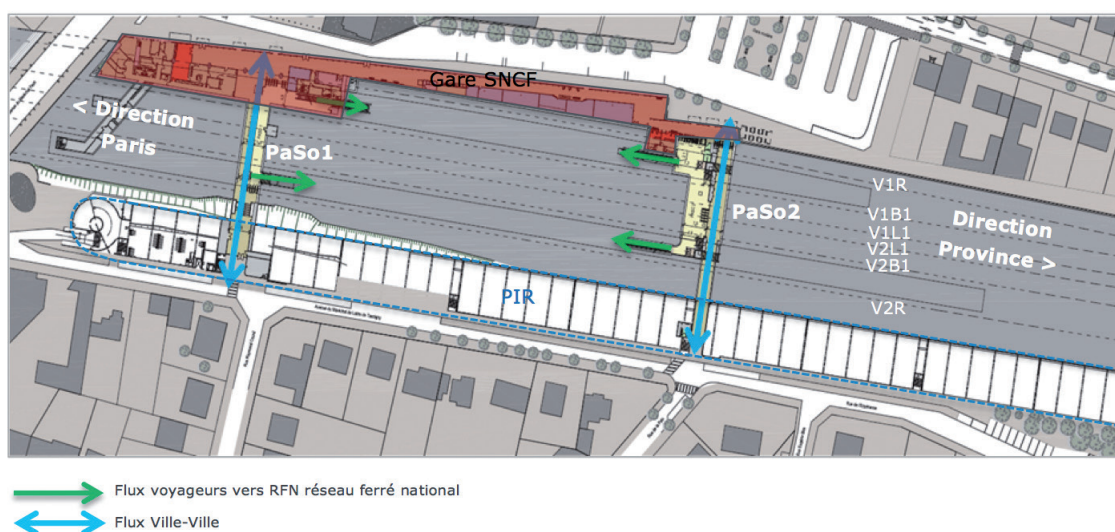 Gare SNCF
< Direction
Paris
PaSo1
PaSo2
V1R
V1B1
V1L1
V2L1
V2B1
V2R
Direction
Province >
PIR
Flux voyageurs vers RFN réseau ferré national
Flux Ville-Ville